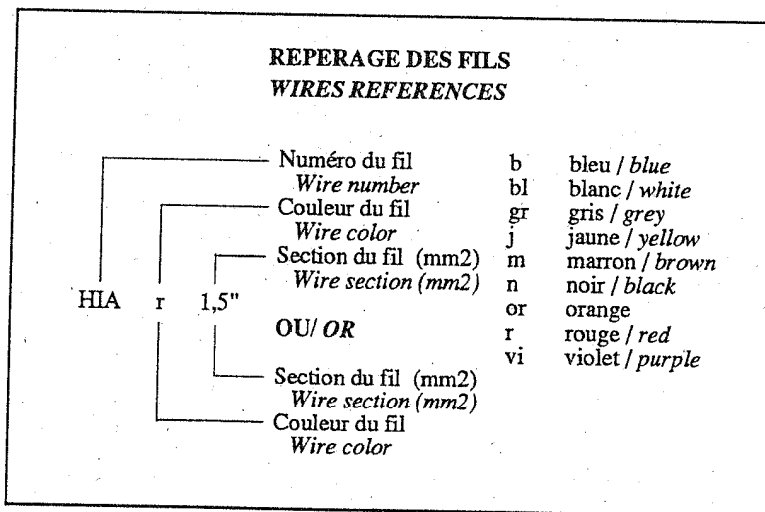 REPERAGE DES FILS
WIRES REFERENCES
Numéro du fil
Wire number
Couleur du fil
Wire color
Section du fil (mm2)
Wire section (mm2)
HIA r 1,5"
OU/ OR
Section du fil (mm2)
Wire section (mm2)
Couleur du fil
Wire color
b bleu / blue
bl blanc / white
gr gris / grey
j jaune / yellow
m marron / brown
n noir / black
or orange
r rouge / red
vi violet / purple